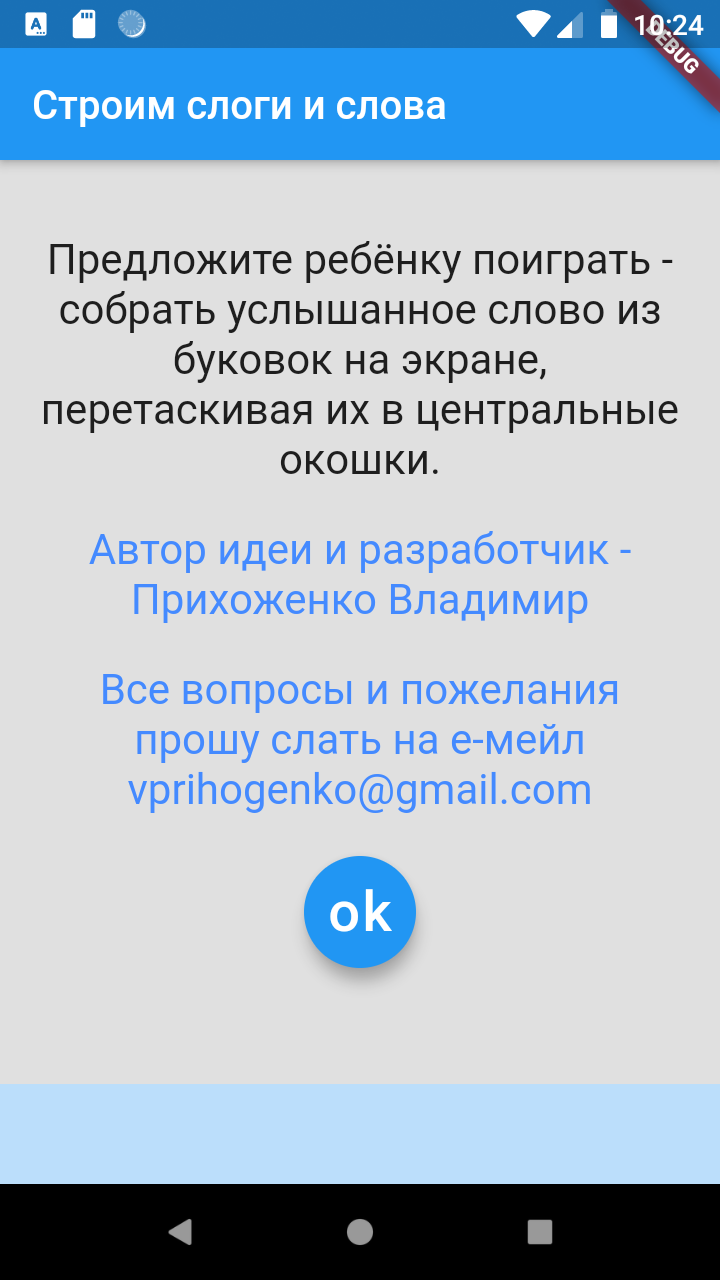 10:24
DEBUG
Строим слоги и слова
Предложите ребёнку поиграть -
собрать услышанное слово из
буковок на экране,
перетаскивая их в центральные
окошки.
Автор идеи и разработчик -
Прихоженко Владимир
Все вопросы и пожелания
прошу слать на е-мейл
vprihogenko@gmail.com
ok